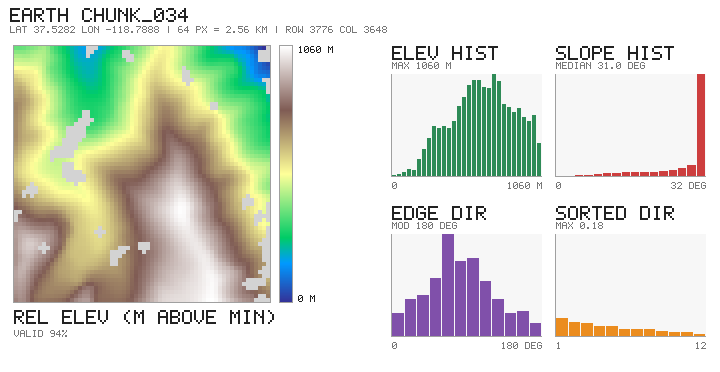 EARTH CHUNK_034
LAT 37.5282 LON -118.7888 | 64 PX = 2.56 KM | ROW 3776 COL 3648
1060 M
0 M
REL ELEV (M ABOVE MIN)
VALID 94%
ELEV HIST
MAX 1060 M
0 1060 M
SLOPE HIST
MEDIAN 31.0 DEG
0 32 DEG
EDGE DIR
MOD 180 DEG
0 180 DEG
SORTED DIR
MAX 0.18
1 12